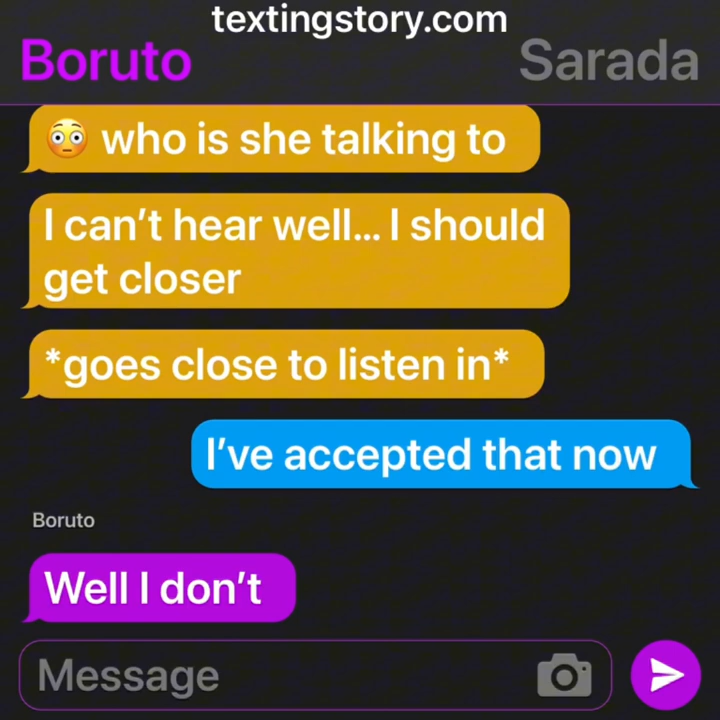 textingstory.com
Boruto
Sarada
😳 who is she talking to
I can't hear well... I should
get closer
*goes close to listen in*
I've accepted that now
Boruto
Well I don't
Message